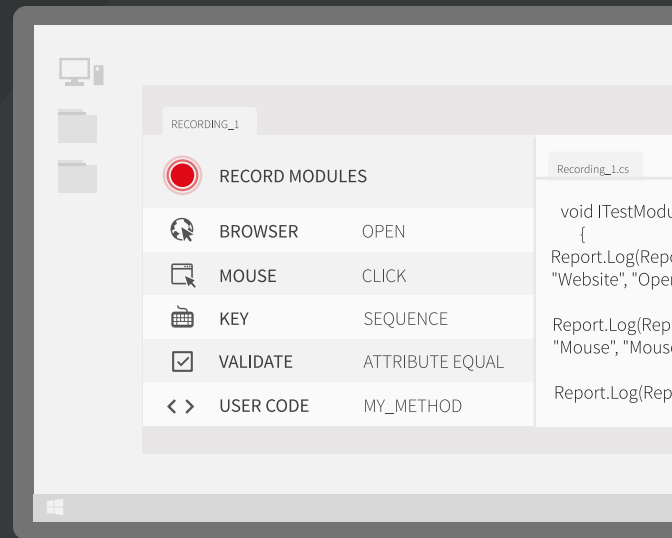 RECORDING_1
RECORD MODULES
BROWSER OPEN
MOUSE CLICK
KEY SEQUENCE
VALIDATE ATTRIBUTE EQUAL
USER CODE MY_METHOD
Recording_1.cs
void ITestModu
{
Report.Log(Repo
"Website", "Oper
Report.Log(Rep
"Mouse", "Mouse
Report.Log(Rep